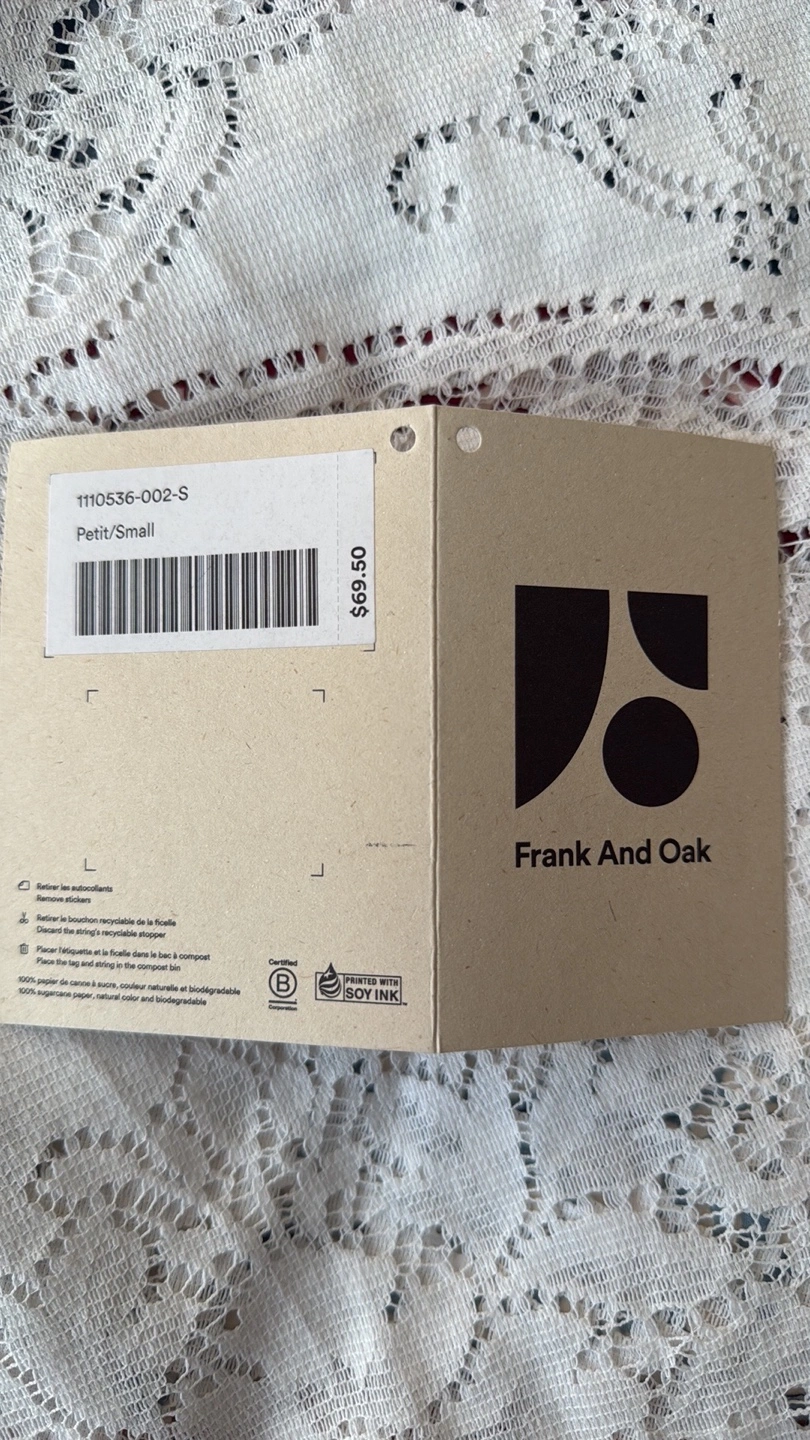 1110536-002-S
Petit/Small
$69.50
Retirer les autocollants
Remove stickers
Retirer le bouchon recyclable de la ficelle
Discard the string's recyclable stopper
Placer l'étiquette et la ficelle dans le bac à compost
Place the tag and string in the compost bin
100% papier de canne à sucre, couleur naturelle et biodégradable
100% sugarcane paper, natural color and biodegradable
Certified
B
Corporation
PRINTED WITH
SOY INK™
Frank And Oak